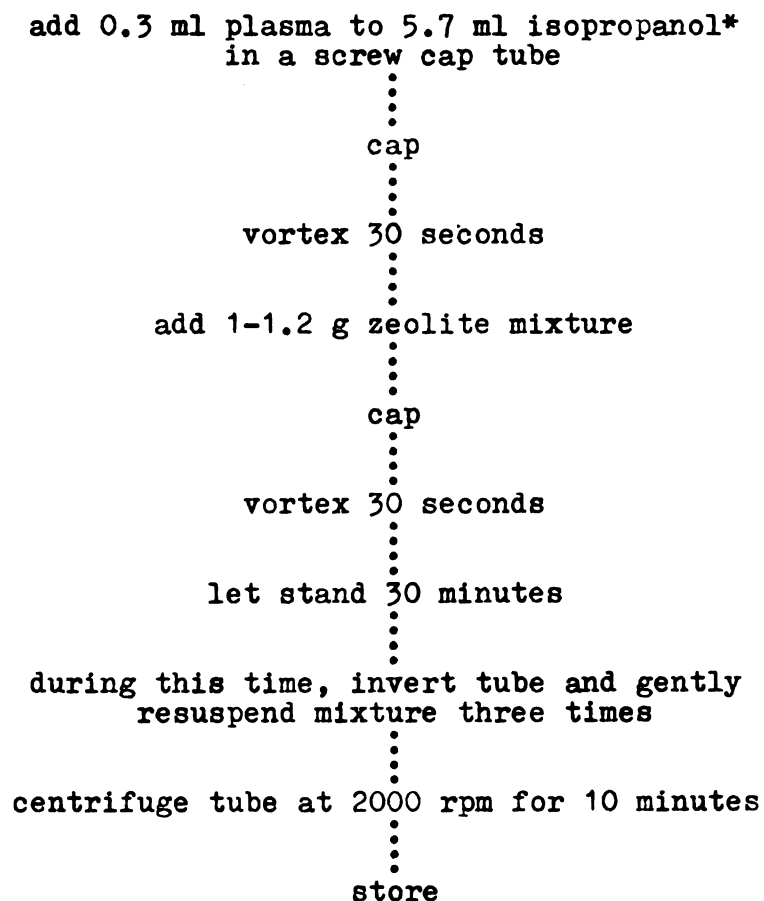 add 0.3 ml plasma to 5.7 ml isopropanol*
in a screw cap tube
cap
vortex 30 seconds
add 1-1.2 g zeolite mixture
cap
vortex 30 seconds
let stand 30 minutes
during this time, invert tube and gently
resuspend mixture three times
centrifuge tube at 2000 rpm for 10 minutes
store